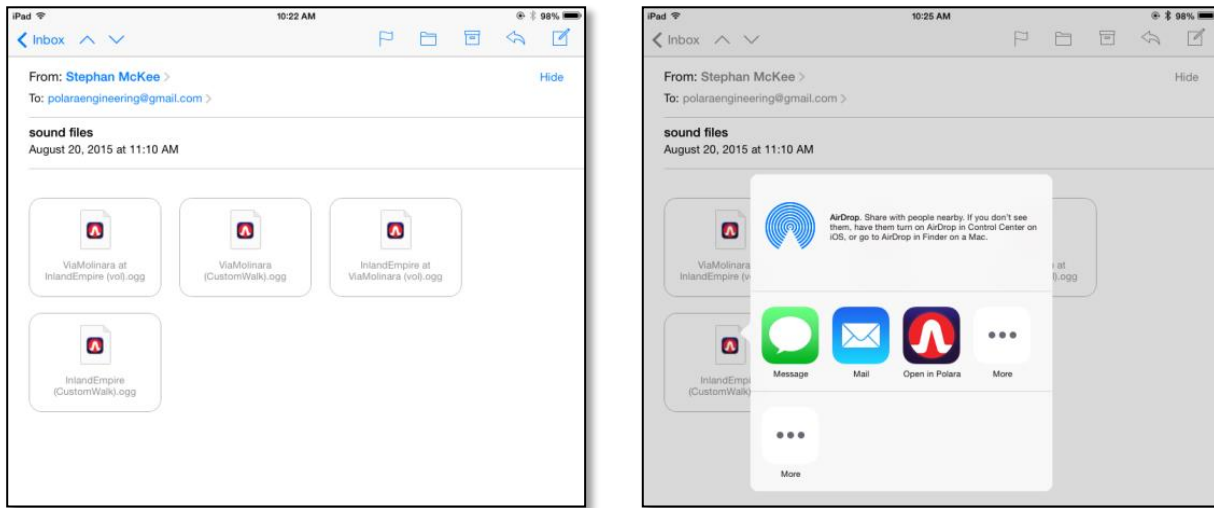 iPad 10:22 AM 98%
Inbox
From: Stephan McKee
Hide
To: polaraengineering@gmail.com
sound files
August 20, 2015 at 11:10 AM
ViaMolinara at
InlandEmpire (vol).ogg
ViaMolinara
(CustomWalk).ogg
InlandEmpire at
ViaMolinara (vol).ogg
InlandEmpire
(CustomWalk).ogg
iPad 10:25 AM 98%
Inbox
From: Stephan McKee
Hide
To: polaraengineering@gmail.com
sound files
August 20, 2015 at 11:10 AM
ViaMolinara
InlandEmpire (v
at
l).ogg
InlandEmpi
(CustomWalk)
AirDrop. Share with people nearby. If you don't see
them, have them turn on AirDrop in Control Center on
iOS, or go to AirDrop in Finder on a Mac.
Message
Mail
Open in Polara
More
More